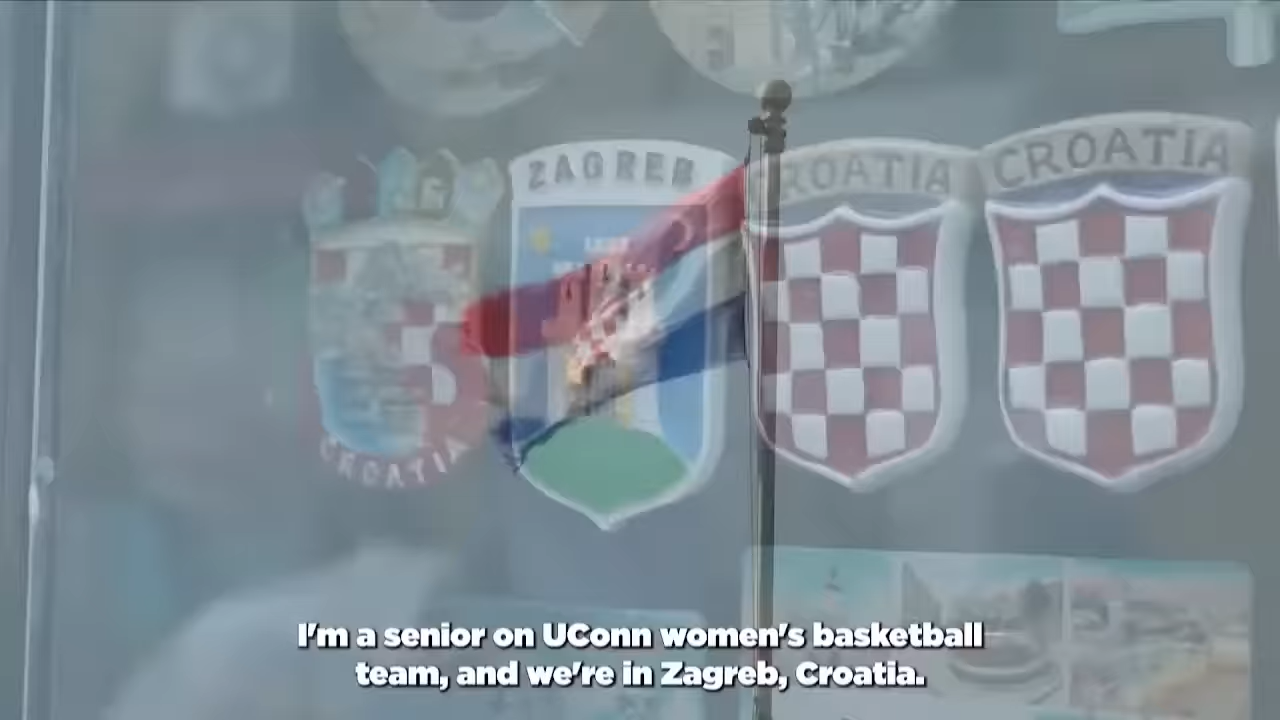 ZAGREB
CROATIA
CROATIA
CROATIA
I'm a senior on UConn women's basketball
team, and we're in Zagreb, Croatia.